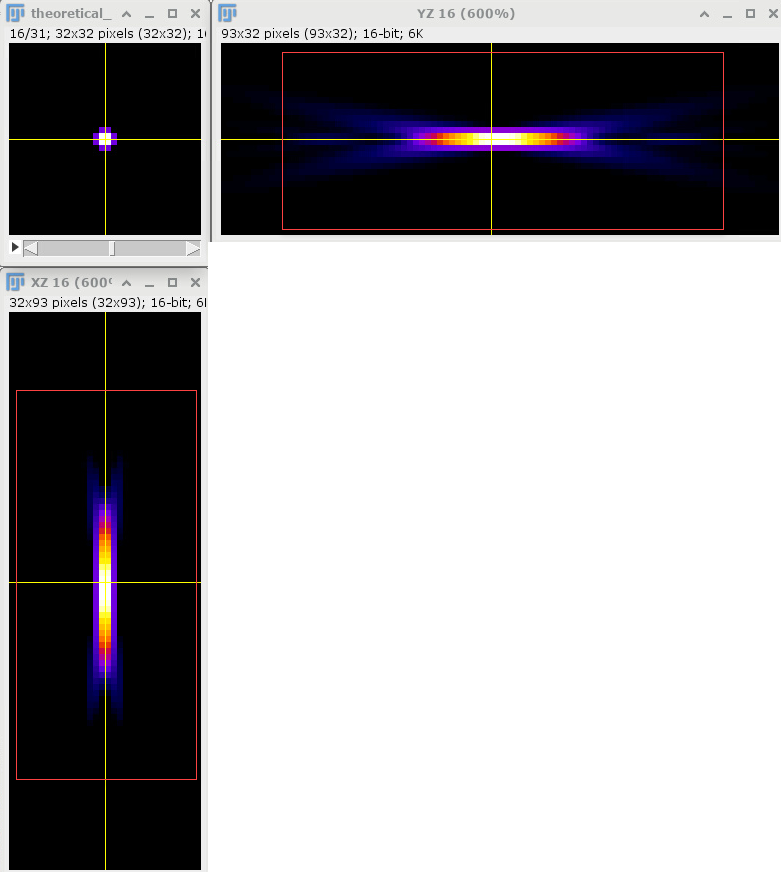 theoretical_
16/31; 32x32 pixels (32x32); 1
YZ 16 (600%)
93x32 pixels (93x32); 16-bit; 6K
XZ 16 (600
32x93 pixels (32x93); 16-bit; 6